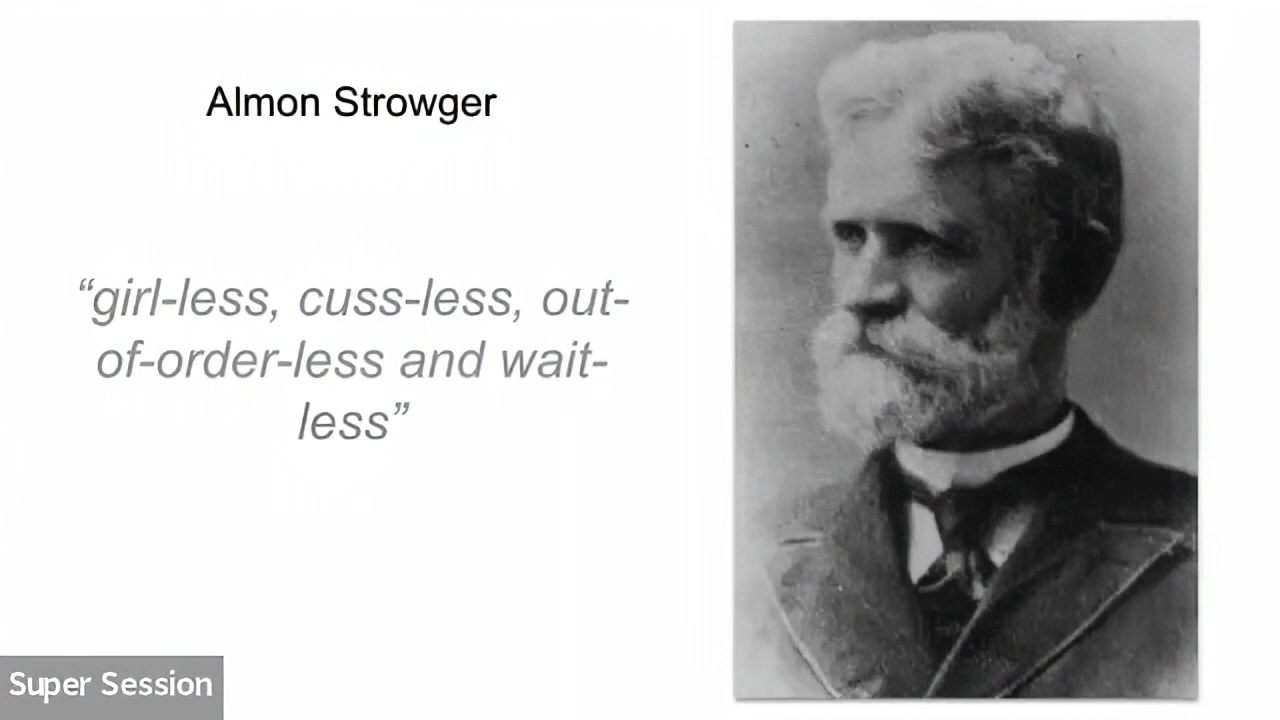 Almon Strowger
“girl-less, cuss-less, out-
of-order-less and wait-
less”
Super Session